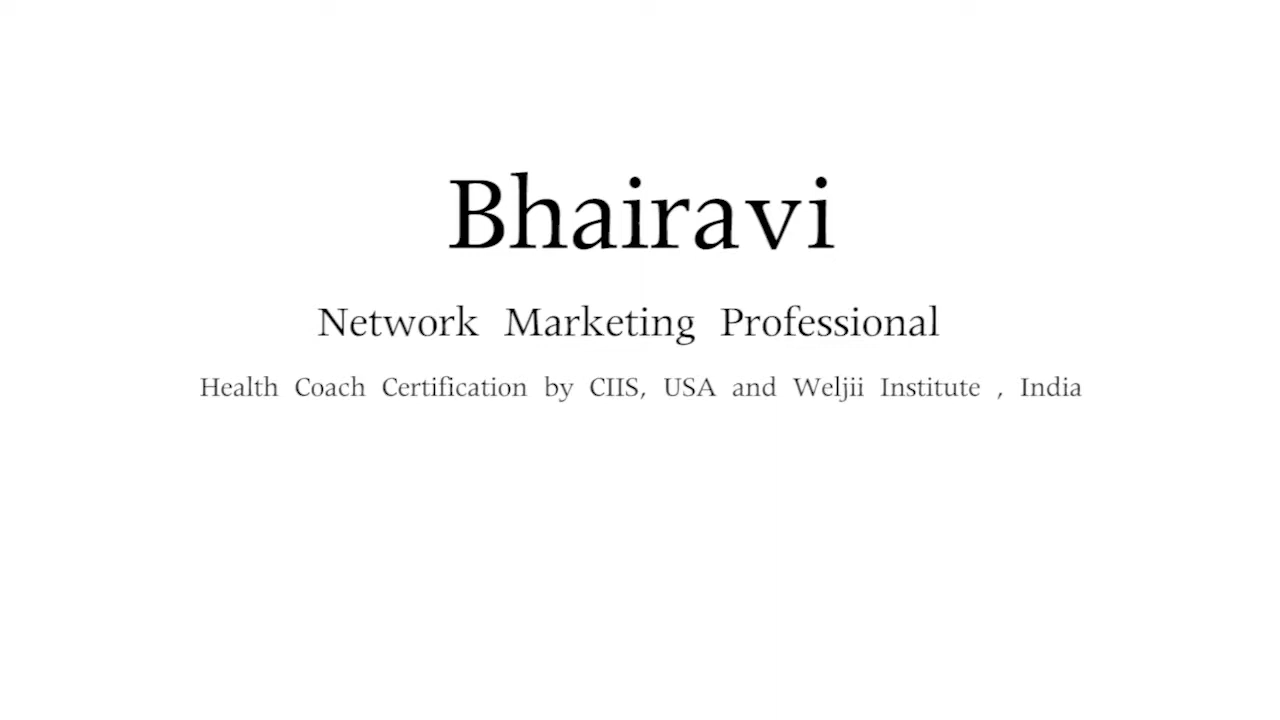 Bhairavi
Network Marketing Professional
Health Coach Certification by CIIS, USA and Weljii Institute , India